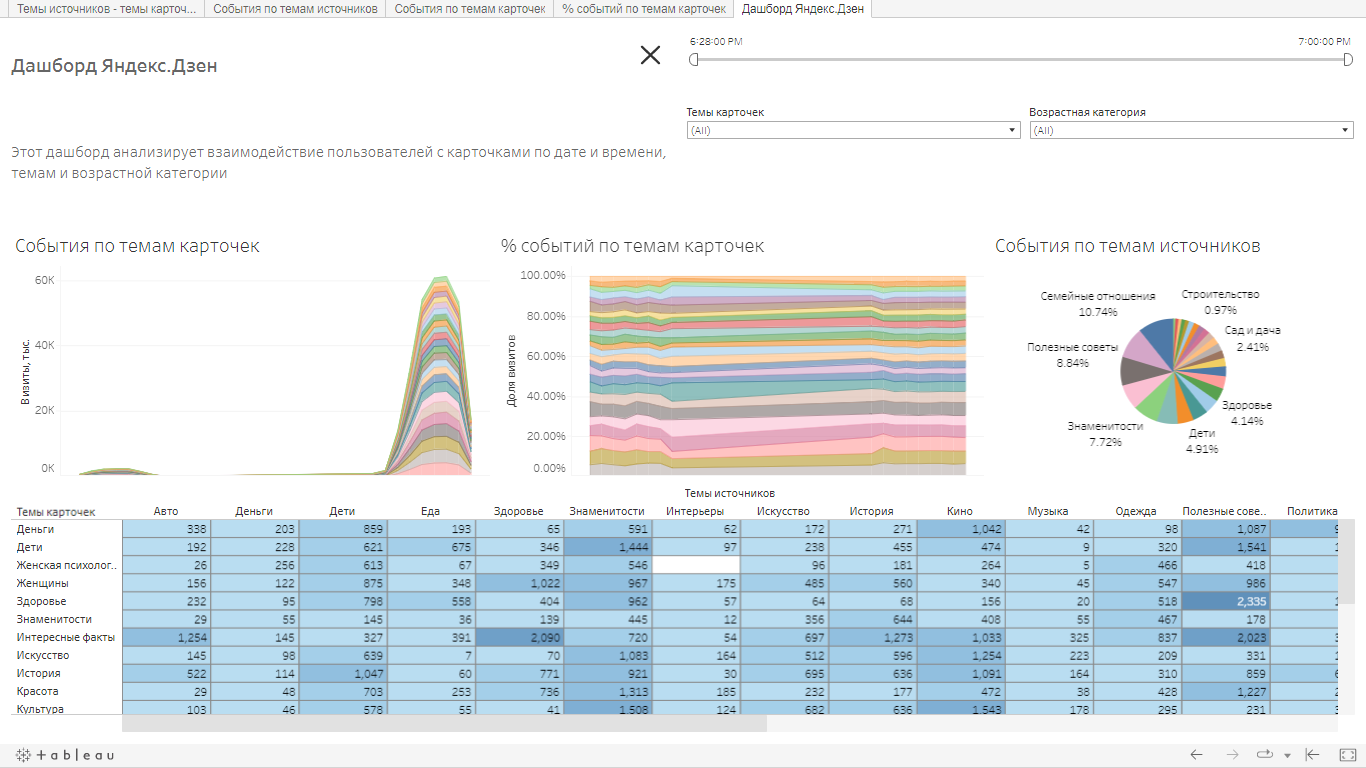 Темы источников - темы карточ...
События по темам источников
События по темам карточек
% событий по темам карточек
Дашборд Яндекс.Дзен
Дашборд Яндекс.Дзен
6:28:00 PM
7:00:00 PM
Темы карточек
Возрастная категория
(All)
(All)
Этот дашборд анализирует взаимодействие пользователей с карточками по дате и времени,
темам и возрастной категории
События по темам карточек
% событий по темам карточек
События по темам источников
Визиты, тыс.
60K
40K
20K
0K
Доля визитов
100.00%
80.00%
60.00%
40.00%
20.00%
0.00%
Семейные отношения
10.74%
Строительство
0.97%
Сад и дача
2.41%
Полезные советы
8.84%
Здоровье
4.14%
Знаменитости
7.72%
Дети
4.91%
Темы источников
Темы карточек Авто Деньги Дети Еда Здоровье Знаменитости Интерьеры Искусство История Кино Музыка Одежда Полезные сове.. Политика
Деньги 338 203 859 193 65 591 62 172 271 1,042 42 98 1,087
Дети 192 228 621 675 346 1,444 97 238 455 474 9 320 1,541
Женская психолог.. 26 256 613 67 349 546 96 181 264 5 466 418
Женщины 156 122 875 348 1,022 967 175 485 560 340 45 547 986
Здоровье 232 95 798 558 404 962 57 64 68 156 20 518 2,335
Знаменитости 29 55 145 36 139 445 12 356 644 408 55 467 178
Интересные факты 1,254 145 327 391 2,090 720 54 697 1,273 1,033 325 837 2,023
Искусство 145 98 639 7 70 1,083 164 512 596 1,254 223 209 331
История 522 114 1,047 60 771 921 30 695 636 1,091 164 310 859
Красота 29 48 703 253 736 1,313 185 232 177 472 38 428 1,227
Культура 103 46 578 55 41 1,508 124 682 636 1,543 178 295 231
+ableau